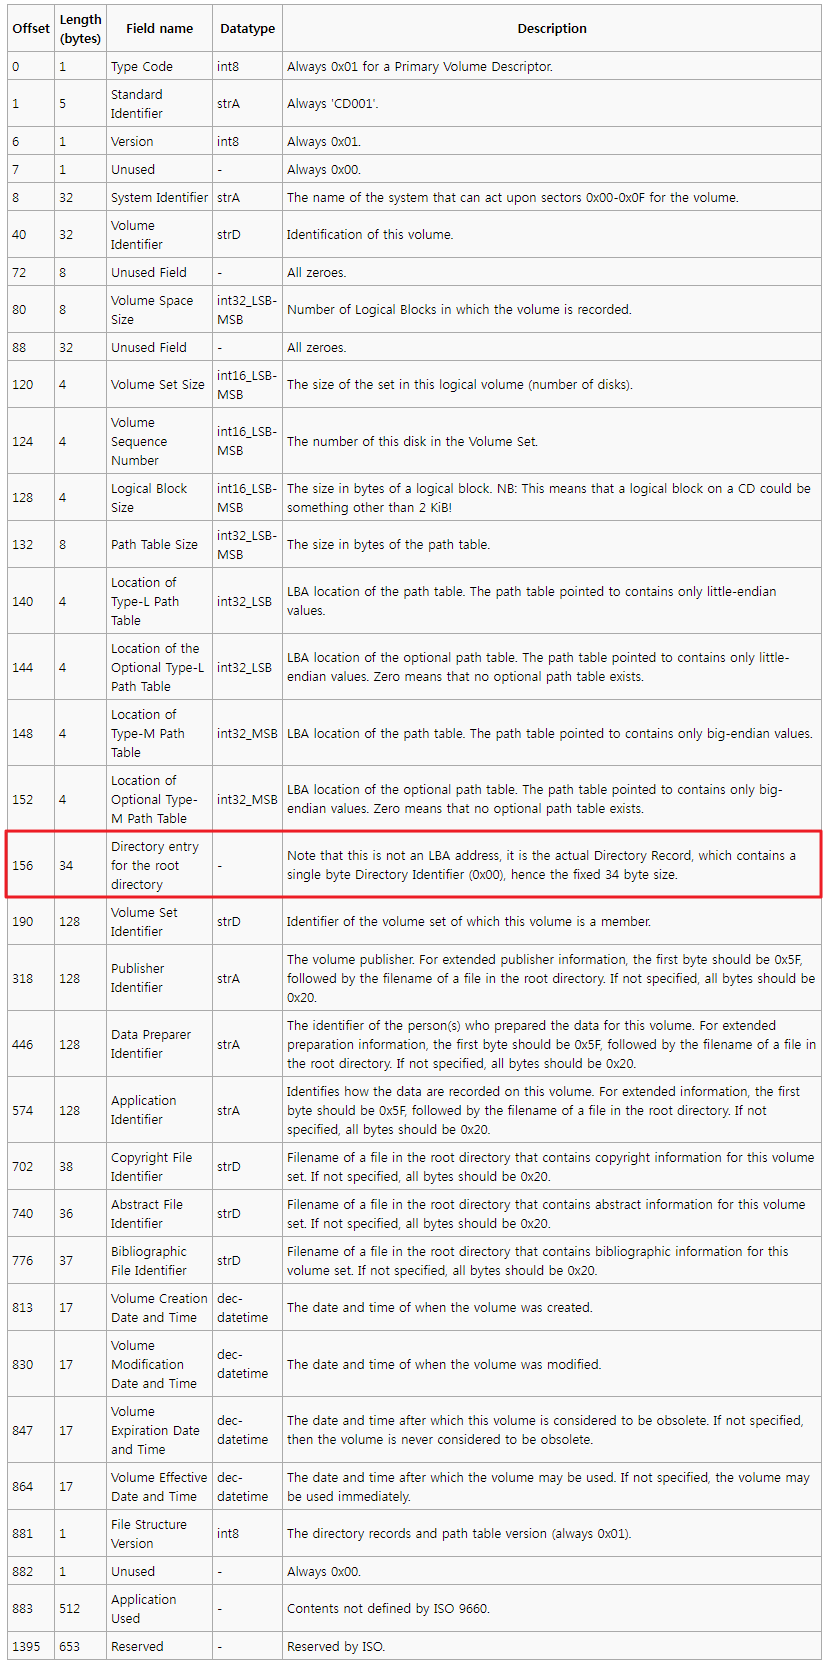 Offset Length (bytes) Field name Datatype Description
0 1 Type Code int8 Always 0x01 for a Primary Volume Descriptor.
1 5 Standard Identifier strA Always 'CD001'.
6 1 Version int8 Always 0x01.
7 1 Unused - Always 0x00.
8 32 System Identifier strA The name of the system that can act upon sectors 0x00-0x0F for the volume.
40 32 Volume Identifier strD Identification of this volume.
72 8 Unused Field - All zeroes.
80 8 Volume Space Size int32_LSB-MSB Number of Logical Blocks in which the volume is recorded.
88 32 Unused Field - All zeroes.
120 4 Volume Set Size int16_LSB-MSB The size of the set in this logical volume (number of disks).
124 4 Volume Sequence Number int16_LSB-MSB The number of this disk in the Volume Set.
128 4 Logical Block Size int16_LSB-MSB The size in bytes of a logical block. NB: This means that a logical block on a CD could be something other than 2 KiB!
132 8 Path Table Size int32_LSB-MSB The size in bytes of the path table.
140 4 Location of Type-L Path Table int32_LSB LBA location of the path table. The path table pointed to contains only little-endian values.
144 4 Location of the Optional Type-L Path Table int32_LSB LBA location of the optional path table. The path table pointed to contains only little-endian values. Zero means that no optional path table exists.
148 4 Location of Type-M Path Table int32_MSB LBA location of the path table. The path table pointed to contains only big-endian values.
152 4 Location of Optional Type-M Path Table int32_MSB LBA location of the optional path table. The path table pointed to contains only big-endian values. Zero means that no optional path table exists.
156 34 Directory entry for the root directory - Note that this is not an LBA address, it is the actual Directory Record, which contains a single byte Directory Identifier (0x00), hence the fixed 34 byte size.
190 128 Volume Set Identifier strD Identifier of the volume set of which this volume is a member.
318 128 Publisher Identifier strA The volume publisher. For extended publisher information, the first byte should be 0x5F, followed by the filename of a file in the root directory. If not specified, all bytes should be 0x20.
446 128 Data Preparer Identifier strA The identifier of the person(s) who prepared the data for this volume. For extended preparation information, the first byte should be 0x5F, followed by the filename of a file in the root directory. If not specified, all bytes should be 0x20.
574 128 Application Identifier strA Identifies how the data are recorded on this volume. For extended information, the first byte should be 0x5F, followed by the filename of a file in the root directory. If not specified, all bytes should be 0x20.
702 38 Copyright File Identifier strD Filename of a file in the root directory that contains copyright information for this volume set. If not specified, all bytes should be 0x20.
740 36 Abstract File Identifier strD Filename of a file in the root directory that contains abstract information for this volume set. If not specified, all bytes should be 0x20.
776 37 Bibliographic File Identifier strD Filename of a file in the root directory that contains bibliographic information for this volume set. If not specified, all bytes should be 0x20.
813 17 Volume Creation Date and Time dec-datetime The date and time of when the volume was created.
830 17 Volume Modification Date and Time dec-datetime The date and time of when the volume was modified.
847 17 Volume Expiration Date and Time dec-datetime The date and time after which this volume is considered to be obsolete. If not specified, then the volume is never considered to be obsolete.
864 17 Volume Effective Date and Time dec-datetime The date and time after which the volume may be used. If not specified, the volume may be used immediately.
881 1 File Structure Version int8 The directory records and path table version (always 0x01).
882 1 Unused - Always 0x00.
883 512 Application Used - Contents not defined by ISO 9660.
1395 653 Reserved - Reserved by ISO.